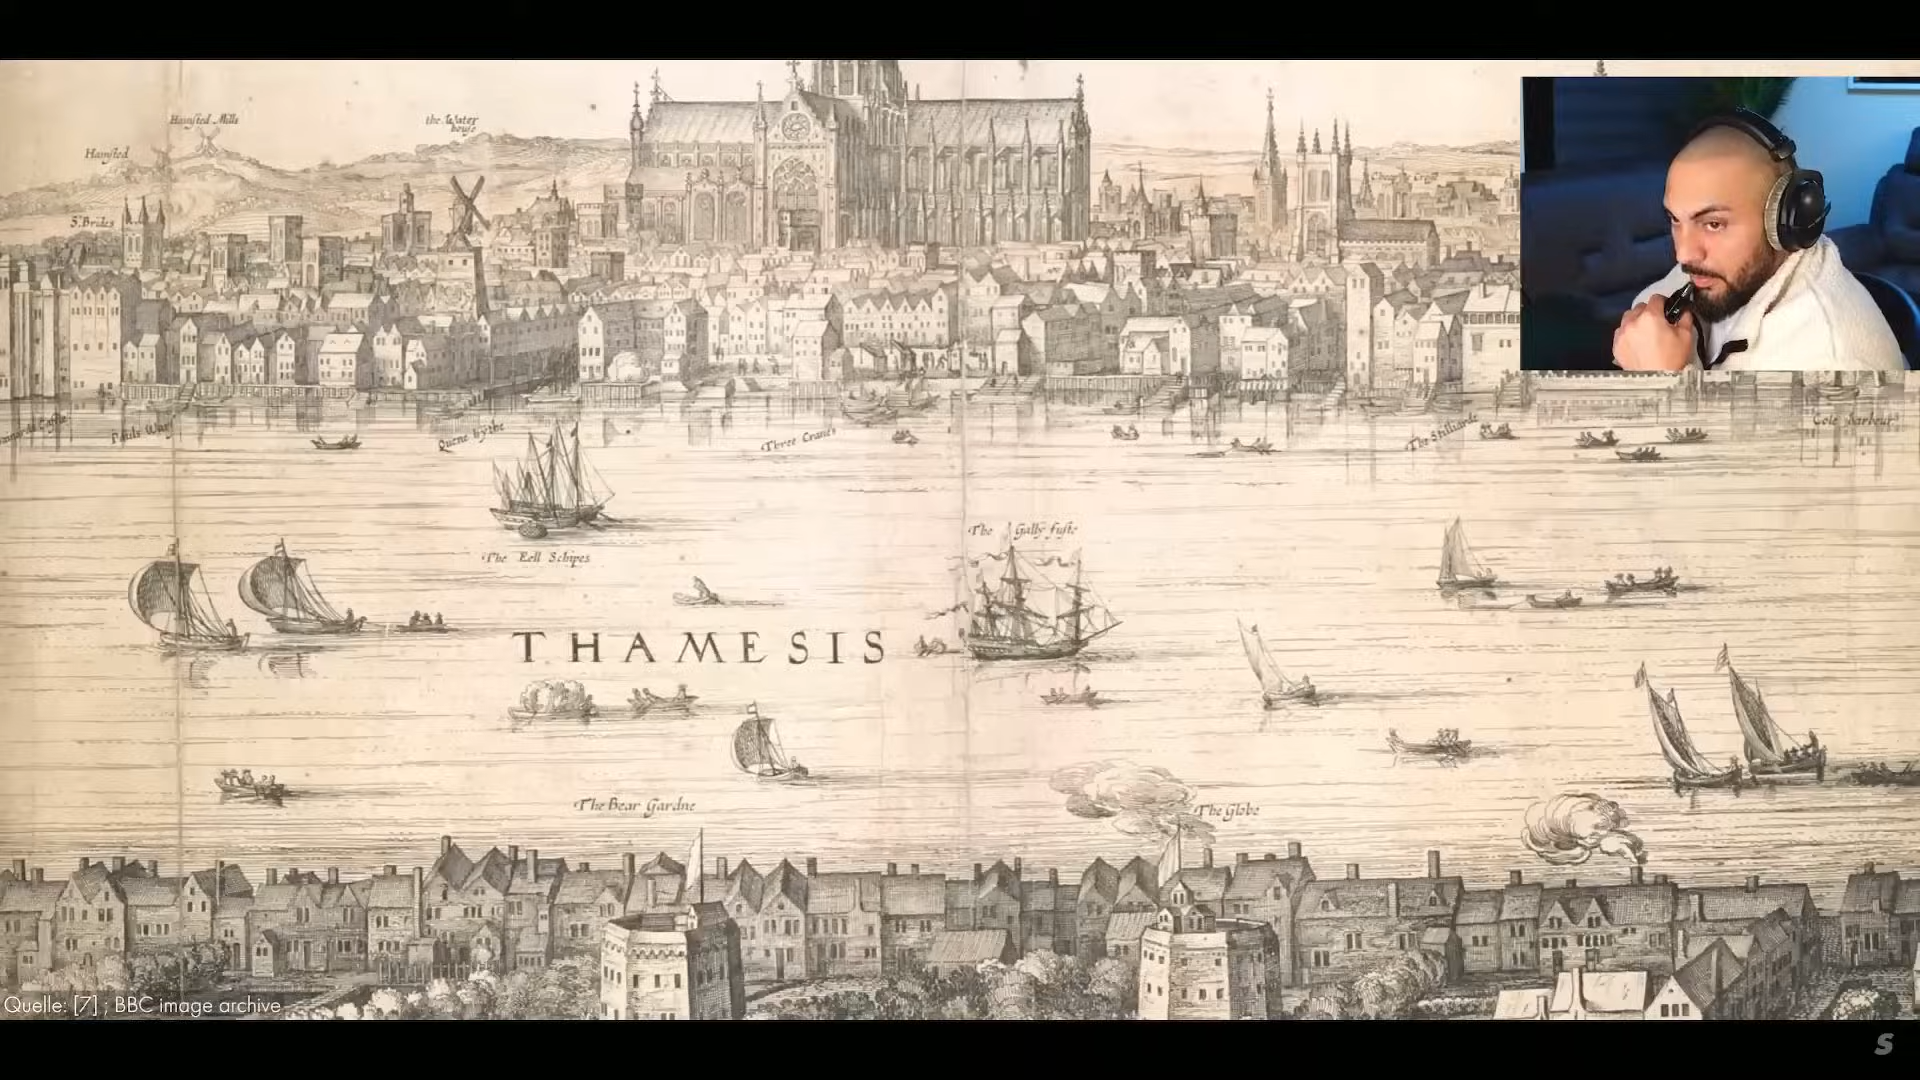 Hamsted Mills
the Water
house
Hamsted
S. Brides
Pauls Warf
Quene hythe
Three Cranes
The Stilliarde
Cole harbour
The Eell Schipes
The Gally fuste
THAMESIS
The Bear Gardne
The Globe
Quelle: [7] ; BBC image archive
S